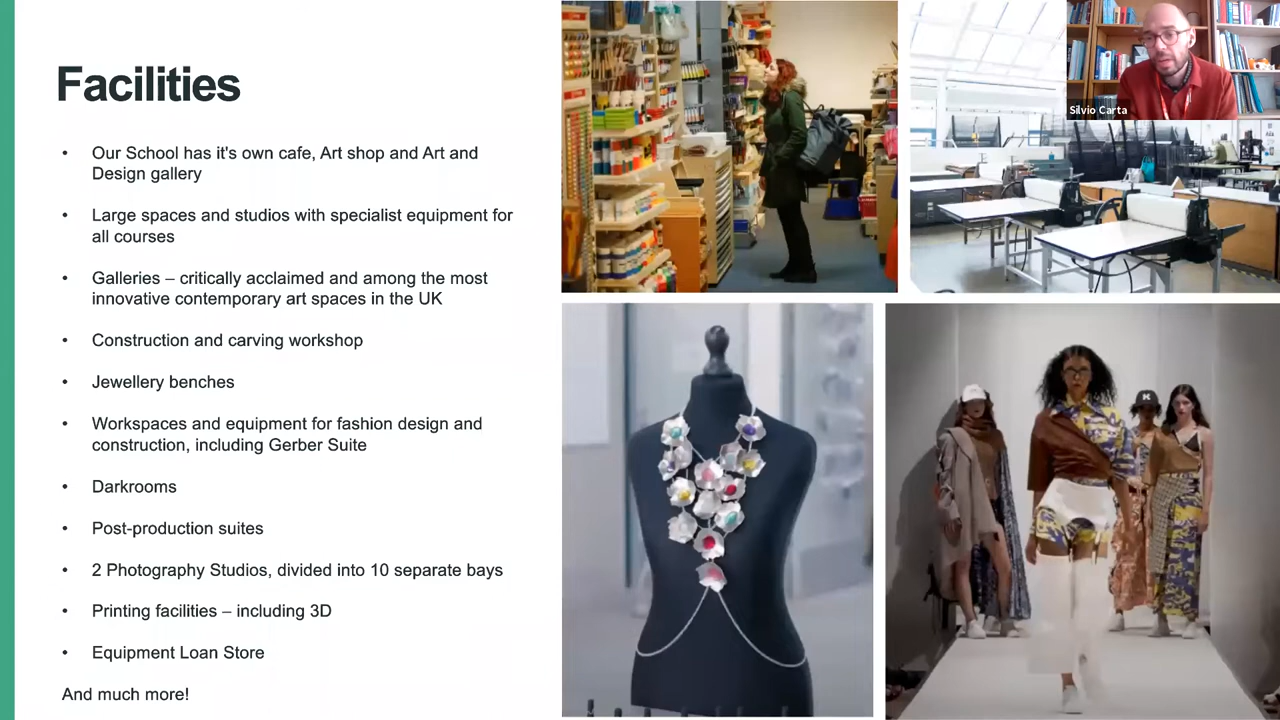 Facilities
• Our School has it's own cafe, Art shop and Art and
Design gallery
• Large spaces and studios with specialist equipment for
all courses
• Galleries – critically acclaimed and among the most
innovative contemporary art spaces in the UK
• Construction and carving workshop
• Jewellery benches
• Workspaces and equipment for fashion design and
construction, including Gerber Suite
• Darkrooms
• Post-production suites
• 2 Photography Studios, divided into 10 separate bays
• Printing facilities – including 3D
• Equipment Loan Store
And much more!
Silvio Carta
K